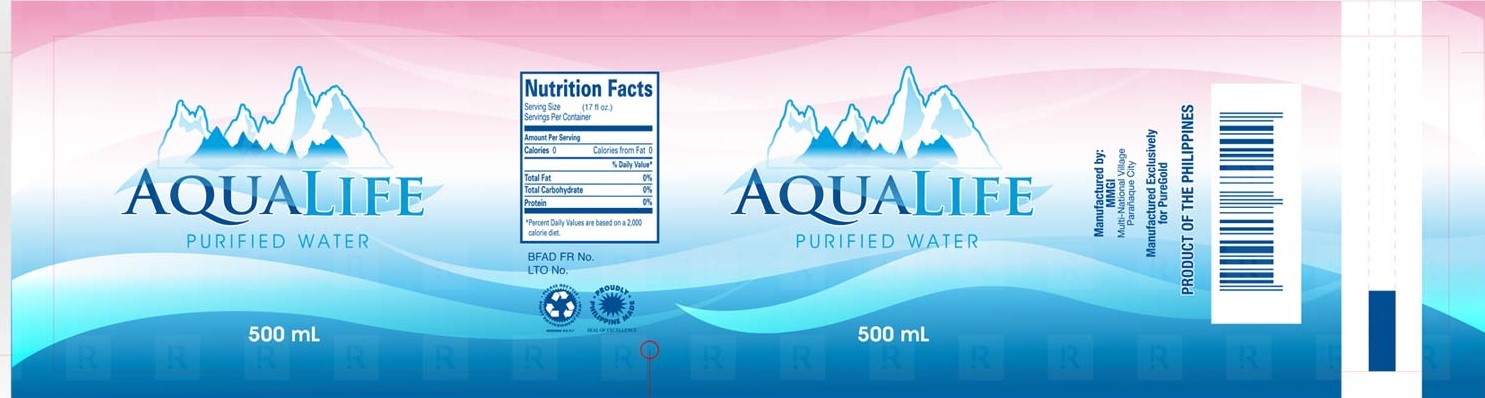 AQUALIFE
PURIFIED WATER
500 mL
Nutrition Facts
Serving Size (17 fl oz.)
Servings Per Container
Amount Per Serving
Calories 0 Calories from Fat 0
% Daily Value*
Total Fat 0%
Total Carbohydrate 0%
Protein 0%
*Percent Daily Values are based on a 2,000
calorie diet.
BFAD FR No.
LTO No.
PLEASE RECYCLE
PROUDLY
PHILIPPINE MADE
SEAL OF EXCELLENCE
AQUALIFE
PURIFIED WATER
500 mL
Manufactured by:
MMGI
Multi-National Village
Parañaque City
Manufactured Exclusively
for PureGold
PRODUCT OF THE PHILIPPINES